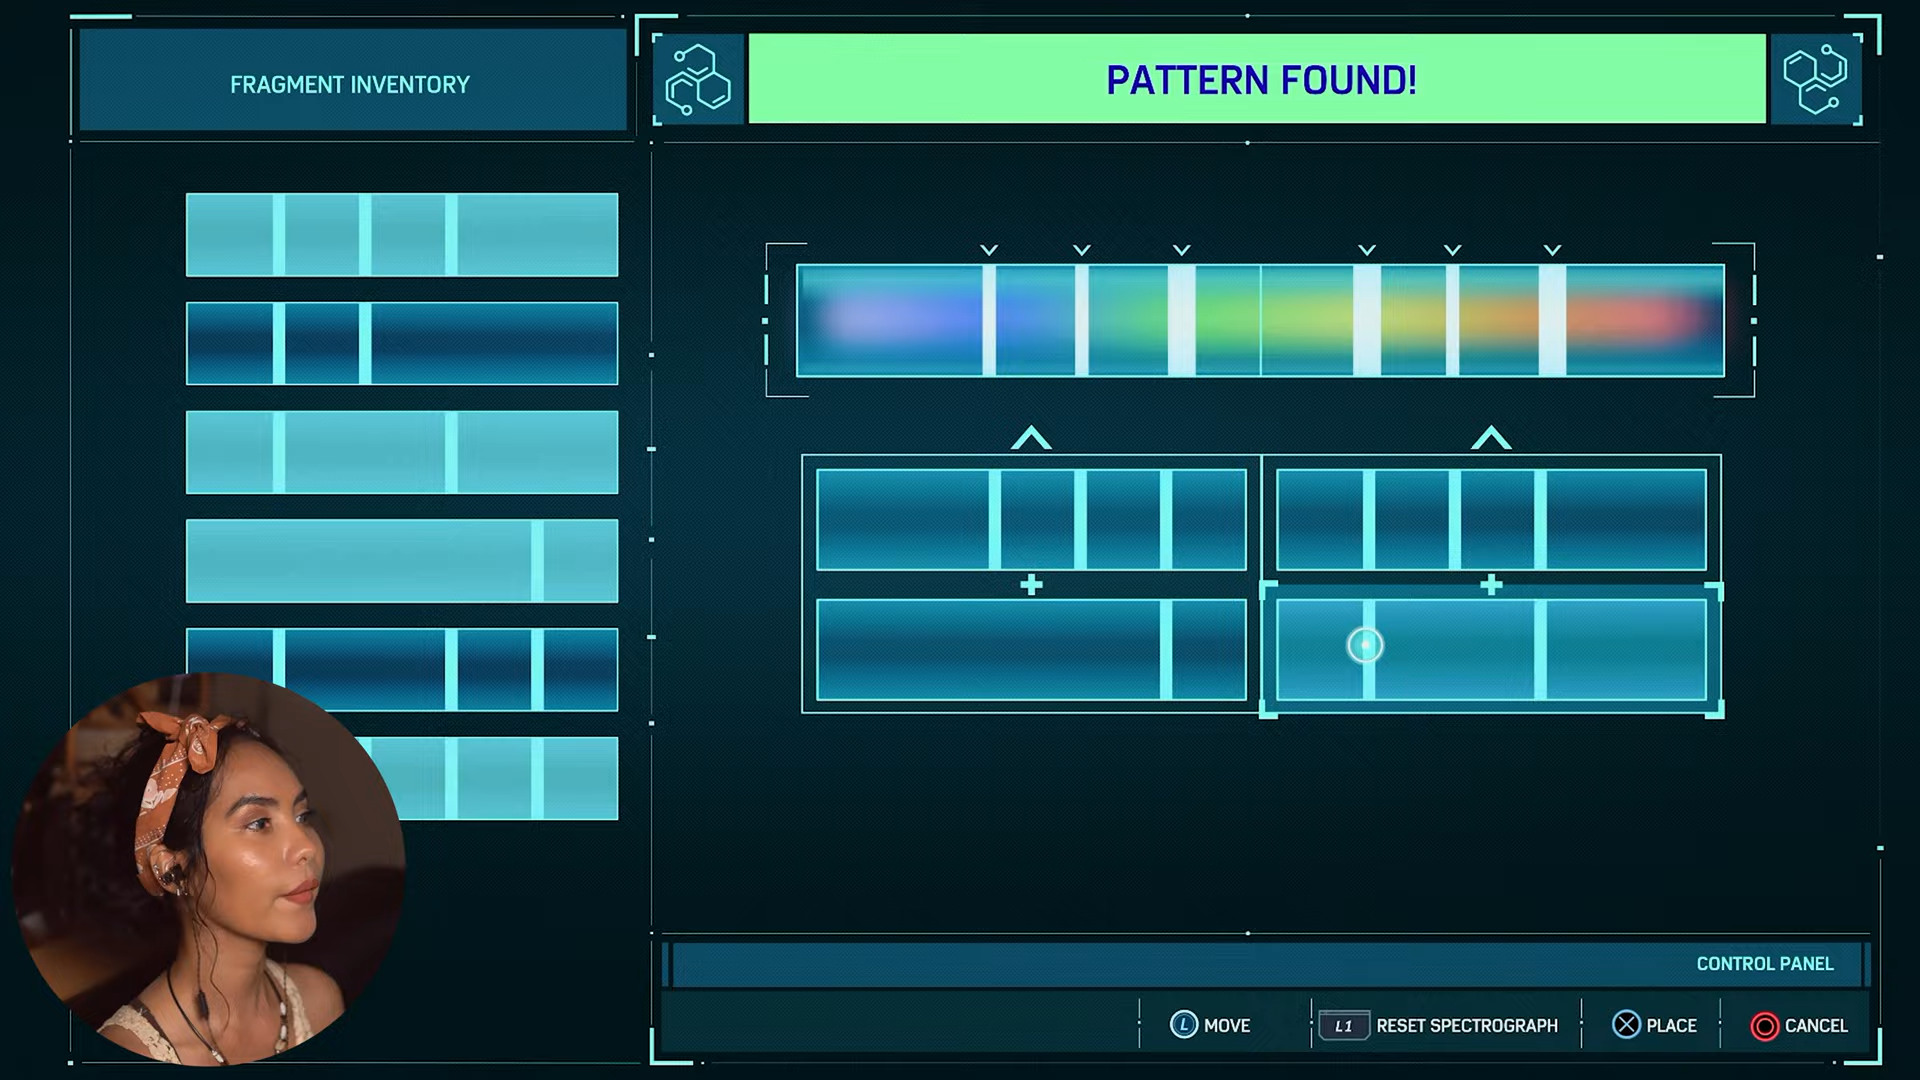 FRAGMENT INVENTORY
PATTERN FOUND!
CONTROL PANEL
L MOVE
L1 RESET SPECTROGRAPH
PLACE
CANCEL